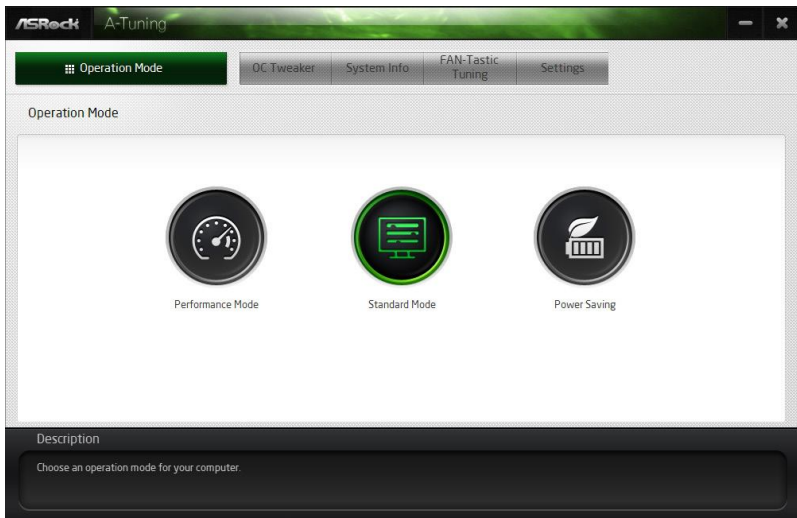 ASRock A-Tuning
Operation Mode OC Tweaker System Info FAN-Tastic
Tuning Settings
Operation Mode
Performance Mode Standard Mode Power Saving
Description
Choose an operation mode for your computer.